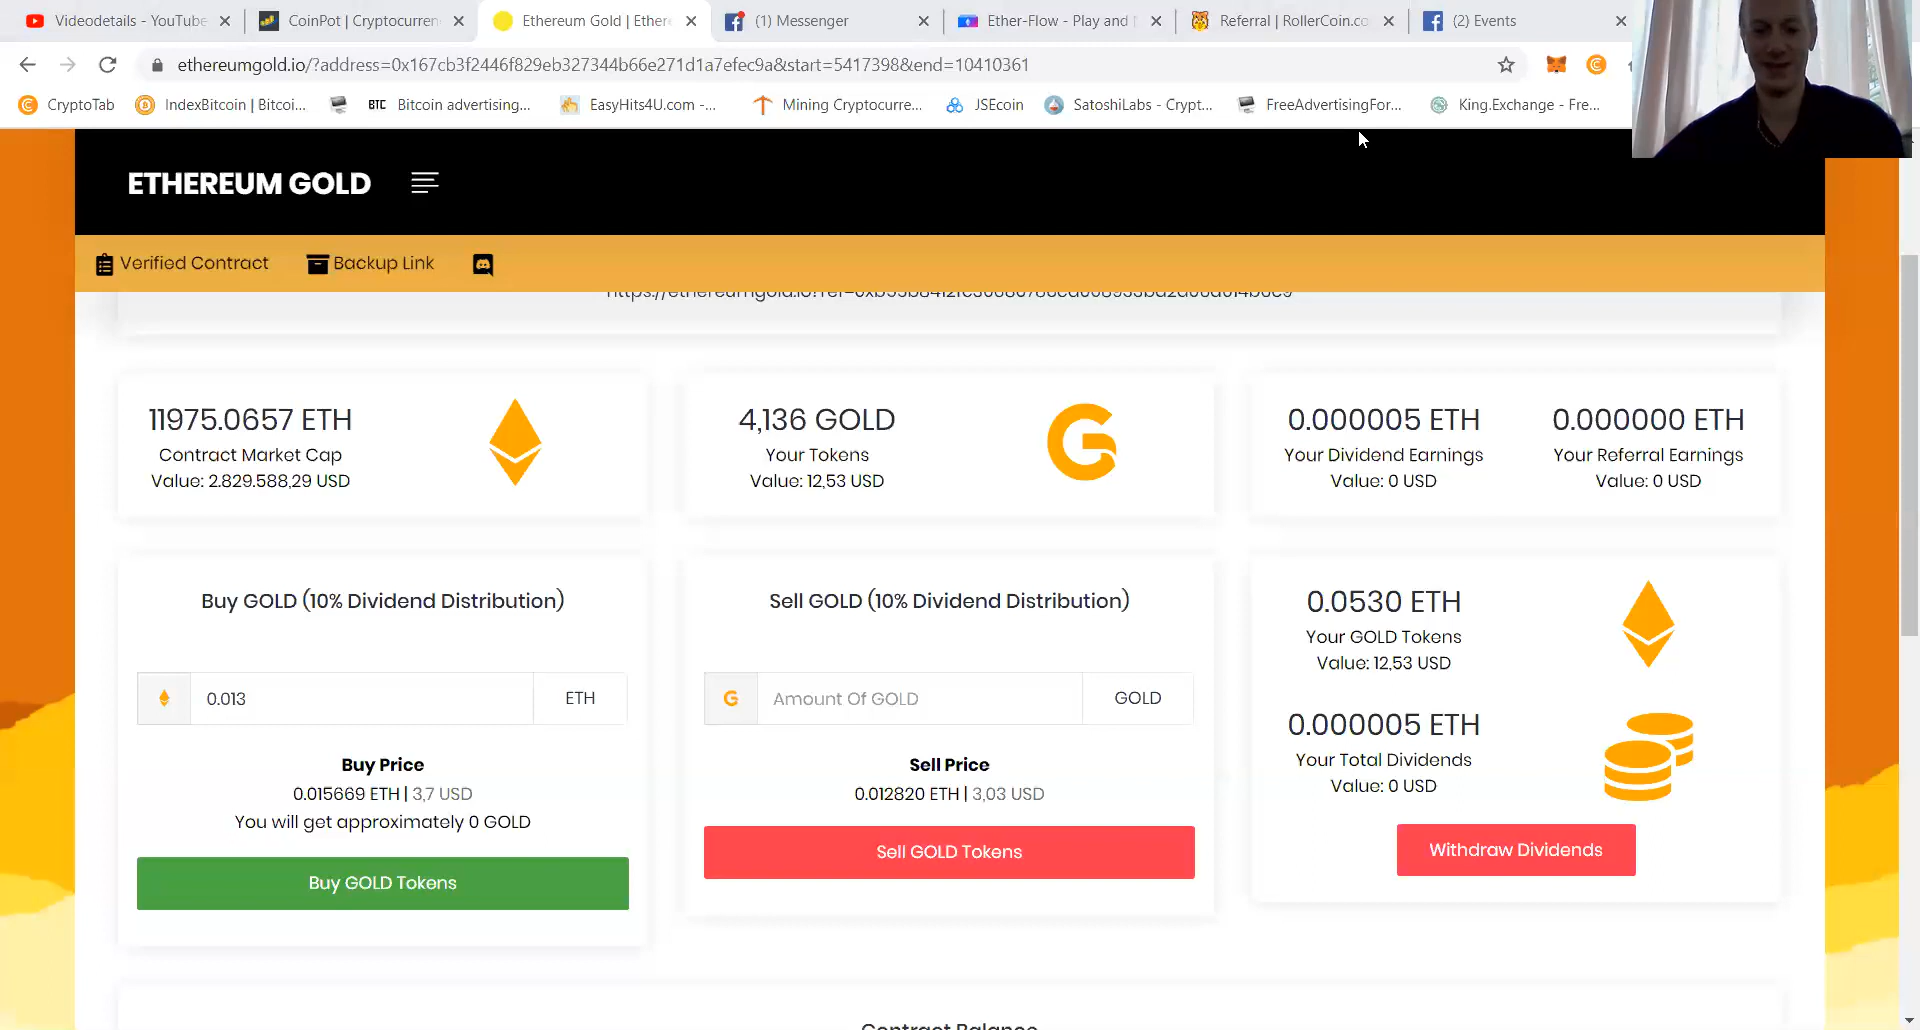 Videodetails - YouTube
CoinPot | Cryptocurren
Ethereum Gold | Ethere
(1) Messenger
Ether-Flow - Play and
Referral | RollerCoin.co
(2) Events
ethereumgold.io/?address=0x167cb3f2446f829eb327344b66e271d1a7efec9a&start=5417398&end=10410361
CryptoTab
IndexBitcoin | Bitcoi...
BTC Bitcoin advertising...
EasyHits4U.com -...
Mining Cryptocurre...
JSEcoin
SatoshiLabs - Crypt...
FreeAdvertisingFor...
King.Exchange - Fre...
ETHEREUM GOLD
Verified Contract
Backup Link
11975.0657 ETH
Contract Market Cap
Value: 2.829.588,29 USD
4,136 GOLD
Your Tokens
Value: 12,53 USD
0.000005 ETH
Your Dividend Earnings
Value: 0 USD
0.000000 ETH
Your Referral Earnings
Value: 0 USD
Buy GOLD (10% Dividend Distribution)
0.013
ETH
Buy Price
0.015669 ETH | 3,7 USD
You will get approximately 0 GOLD
Buy GOLD Tokens
Sell GOLD (10% Dividend Distribution)
Amount Of GOLD
GOLD
Sell Price
0.012820 ETH | 3,03 USD
Sell GOLD Tokens
0.0530 ETH
Your GOLD Tokens
Value: 12,53 USD
0.000005 ETH
Your Total Dividends
Value: 0 USD
Withdraw Dividends
Contract Balance